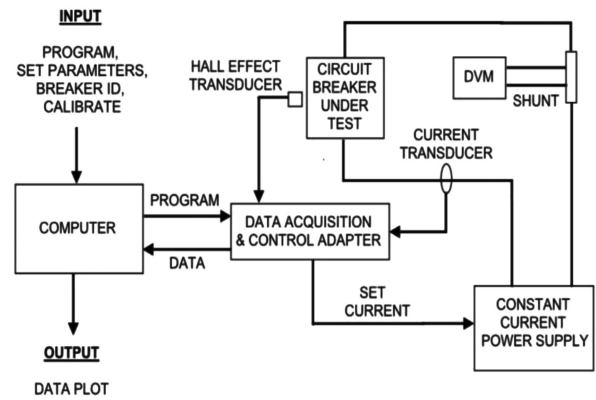 INPUT
PROGRAM,
SET PARAMETERS,
BREAKER ID,
CALIBRATE
HALL EFFECT
TRANSDUCER
CIRCUIT
BREAKER
UNDER
TEST
DVM
SHUNT
CURRENT
TRANSDUCER
COMPUTER
PROGRAM
DATA
DATA ACQUISITION
& CONTROL ADAPTER
SET
CURRENT
CONSTANT
CURRENT
POWER SUPPLY
OUTPUT
DATA PLOT